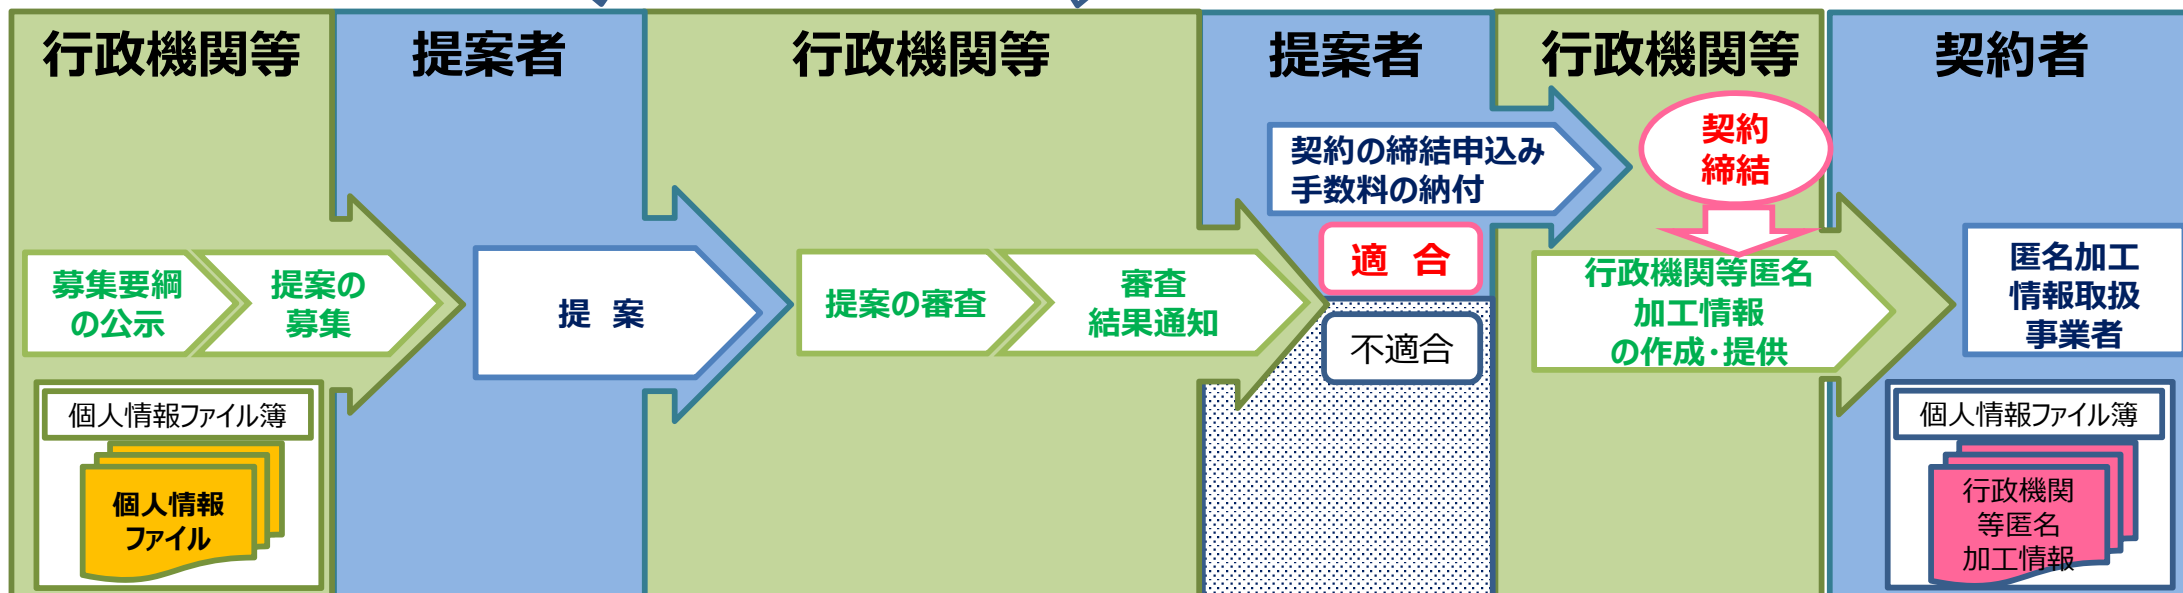 行政機関等
提案者
行政機関等
提案者
行政機関等
契約者
募集要綱
の公示
提案の
募集
提 案
提案の審査
審査
結果通知
契約の締結申込み
手数料の納付
適 合
不適合
契約
締結
行政機関等匿名
加工情報
の作成・提供
匿名加工
情報取扱
事業者
個人情報ファイル簿
個人情報
ファイル
個人情報ファイル簿
行政機関
等匿名
加工情報